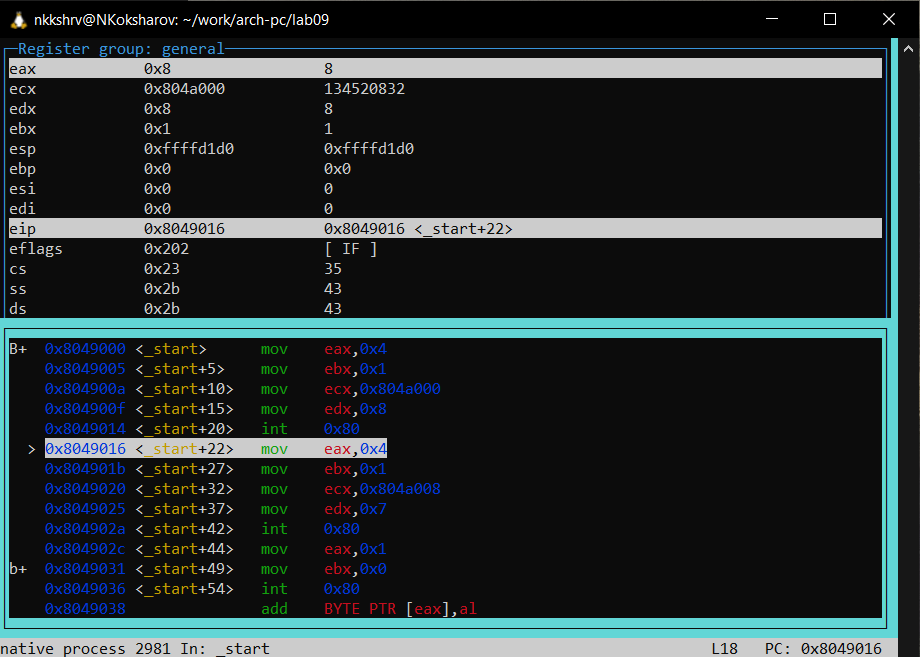 nkkshrv@NKoksharov: ~/work/arch-pc/lab09
Register group: general
eax 0x8 8
ecx 0x804a000 134520832
edx 0x8 8
ebx 0x1 1
esp 0xffffd1d0 0xffffd1d0
ebp 0x0 0x0
esi 0x0 0
edi 0x0 0
eip 0x8049016 0x8049016 <_start+22>
eflags 0x202 [ IF ]
cs 0x23 35
ss 0x2b 43
ds 0x2b 43
B+ 0x8049000 <_start> mov eax,0x4
0x8049005 <_start+5> mov ebx,0x1
0x804900a <_start+10> mov ecx,0x804a000
0x804900f <_start+15> mov edx,0x8
0x8049014 <_start+20> int 0x80
> 0x8049016 <_start+22> mov eax,0x4
0x804901b <_start+27> mov ebx,0x1
0x8049020 <_start+32> mov ecx,0x804a008
0x8049025 <_start+37> mov edx,0x7
0x804902a <_start+42> int 0x80
0x804902c <_start+44> mov eax,0x1
b+ 0x8049031 <_start+49> mov ebx,0x0
0x8049036 <_start+54> int 0x80
0x8049038 add BYTE PTR [eax],al
native process 2981 In: _start L18 PC: 0x8049016